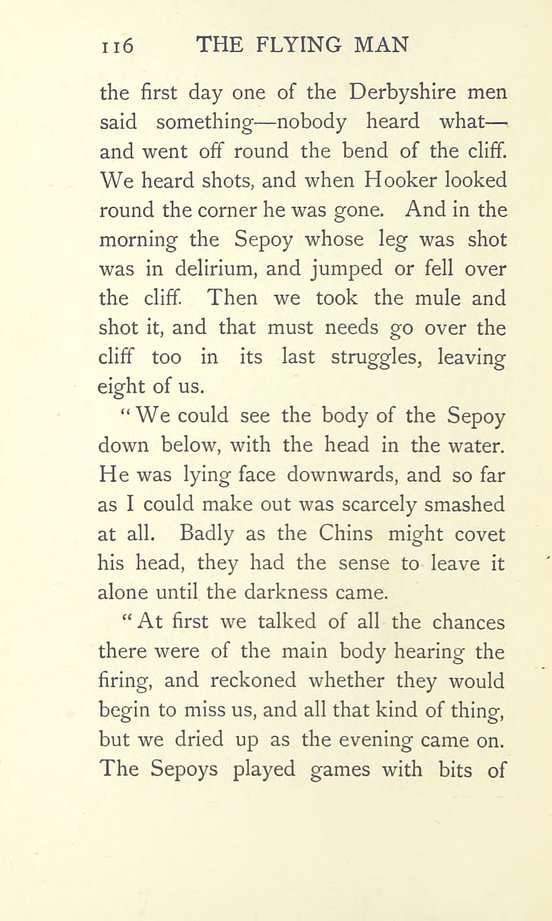 116 THE FLYING MAN
the first day one of the Derbyshire men
said something—nobody heard what—
and went off round the bend of the cliff.
We heard shots, and when Hooker looked
round the corner he was gone. And in the
morning the Sepoy whose leg was shot
was in delirium, and jumped or fell over
the cliff. Then we took the mule and
shot it, and that must needs go over the
cliff too in its last struggles, leaving
eight of us.
“We could see the body of the Sepoy
down below, with the head in the water.
He was lying face downwards, and so far
as I could make out was scarcely smashed
at all. Badly as the Chins might covet
his head, they had the sense to leave it
alone until the darkness came.
“At first we talked of all the chances
there were of the main body hearing the
firing, and reckoned whether they would
begin to miss us, and all that kind of thing,
but we dried up as the evening came on.
The Sepoys played games with bits of